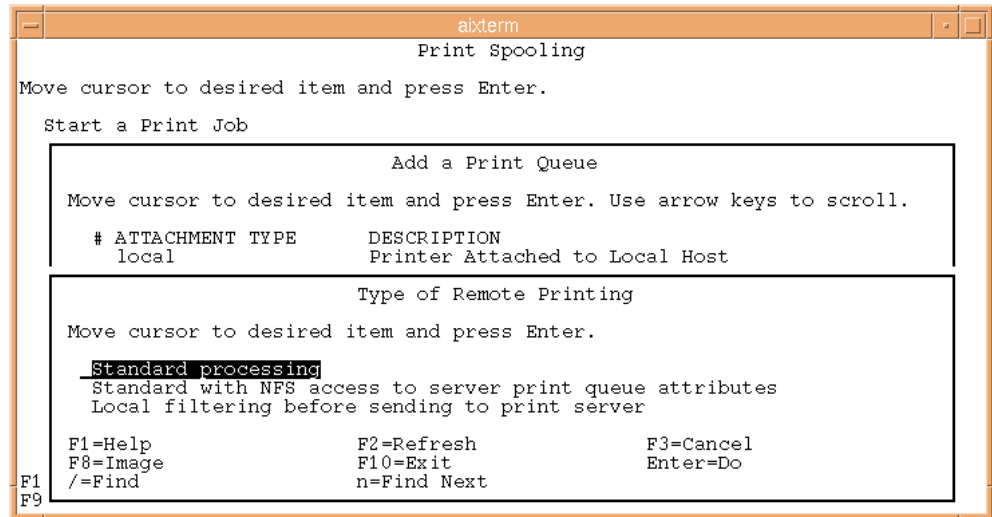 aixterm
Print Spooling
Move cursor to desired item and press Enter.
Start a Print Job
Add a Print Queue
Move cursor to desired item and press Enter. Use arrow keys to scroll.
# ATTACHMENT TYPE DESCRIPTION
local Printer Attached to Local Host
Type of Remote Printing
Move cursor to desired item and press Enter.
Standard processing
Standard with NFS access to server print queue attributes
Local filtering before sending to print server
F1=Help F2=Refresh F3=Cancel
F8=Image F10=Exit Enter=Do
F1 /=Find n=Find Next
F9